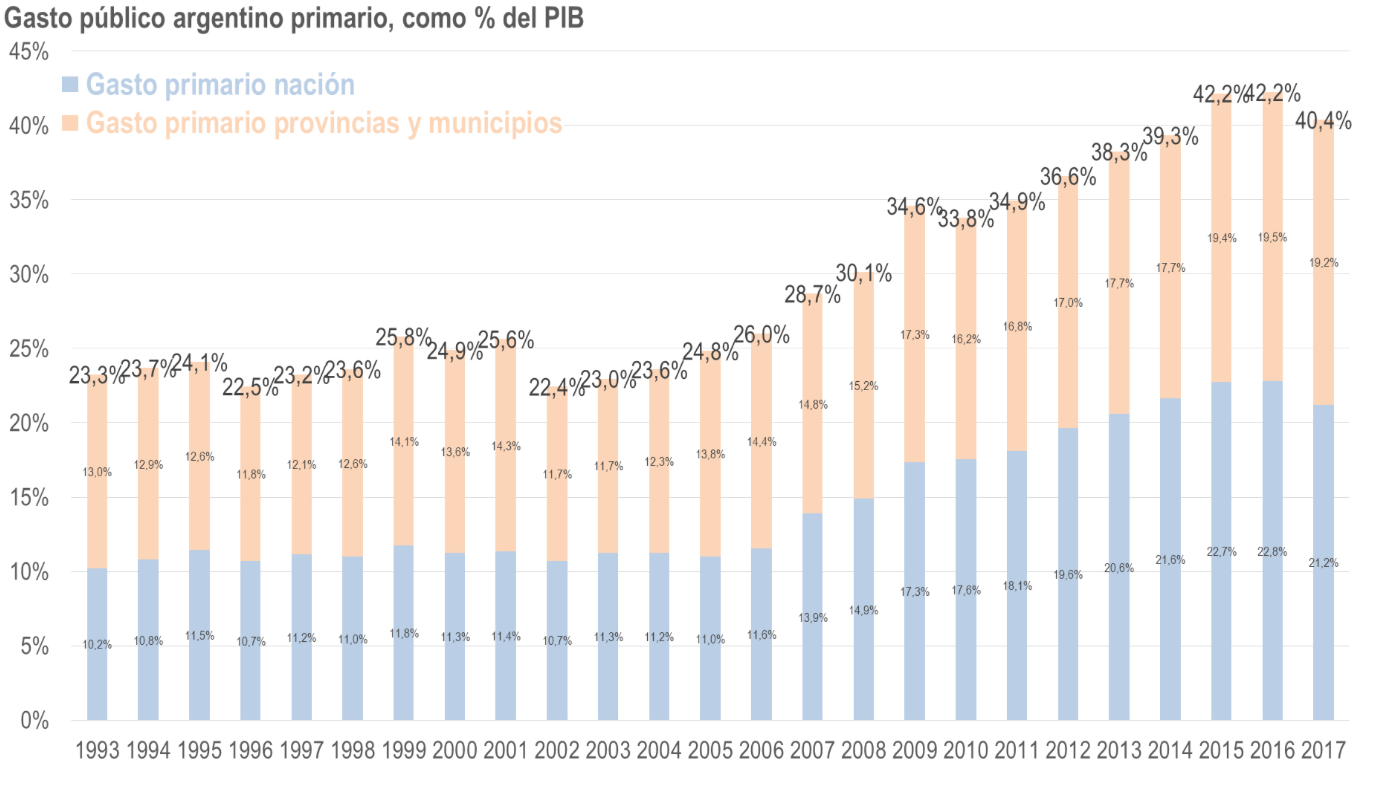 Gasto público argentino primario, como % del PIB
45%
Gasto primario nación
Gasto primario provincias y municipios
40%
35%
30%
25%
20%
15%
10%
5%
0%
23,3% 23,7% 24,1% 22,5% 23,2% 23,6% 25,8% 24,9% 25,6% 22,4% 23,0% 23,6% 24,8% 26,0% 28,7% 30,1% 34,6% 33,8% 34,9% 36,6% 38,3% 39,3% 42,2% 42,2% 40,4%
13,0% 12,9% 12,6% 11,8% 12,1% 12,6% 14,1% 13,6% 14,3% 11,7% 11,7% 12,3% 13,8% 14,4% 14,8% 15,2% 17,3% 16,2% 16,8% 17,0% 17,7% 17,7% 19,4% 19,5% 19,2%
10,2% 10,8% 11,5% 10,7% 11,2% 11,0% 11,8% 11,3% 11,4% 10,7% 11,3% 11,2% 11,0% 11,6% 13,9% 14,9% 17,3% 17,6% 18,1% 19,6% 20,6% 21,6% 22,7% 22,8% 21,2%
1993 1994 1995 1996 1997 1998 1999 2000 2001 2002 2003 2004 2005 2006 2007 2008 2009 2010 2011 2012 2013 2014 2015 2016 2017